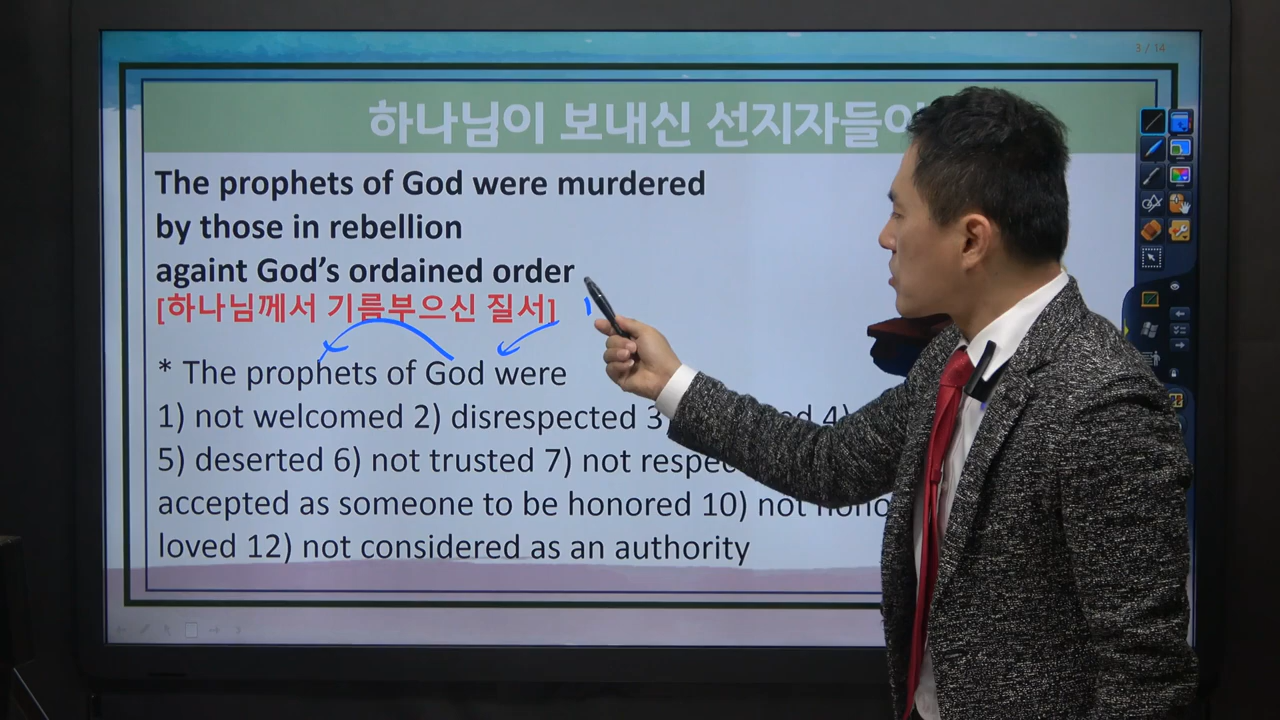 3 / 14
하나님이 보내신 선지자들이
The prophets of God were murdered
by those in rebellion
againt God’s ordained order
[하나님께서 기름부으신 질서]
* The prophets of God were
1) not welcomed 2) disrespected 4)
5) deserted 6) not trusted 7) not
accepted as someone to be honored 10) not
loved 12) not considered as an authority